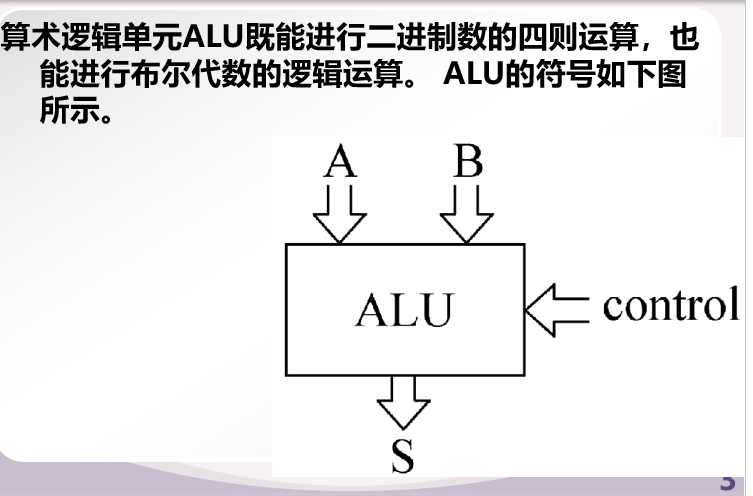 算术逻辑单元ALU既能进行二进制数的四则运算，也
能进行布尔代数的逻辑运算。 ALU的符号如下图
所示。
A B
ALU
control
S
3